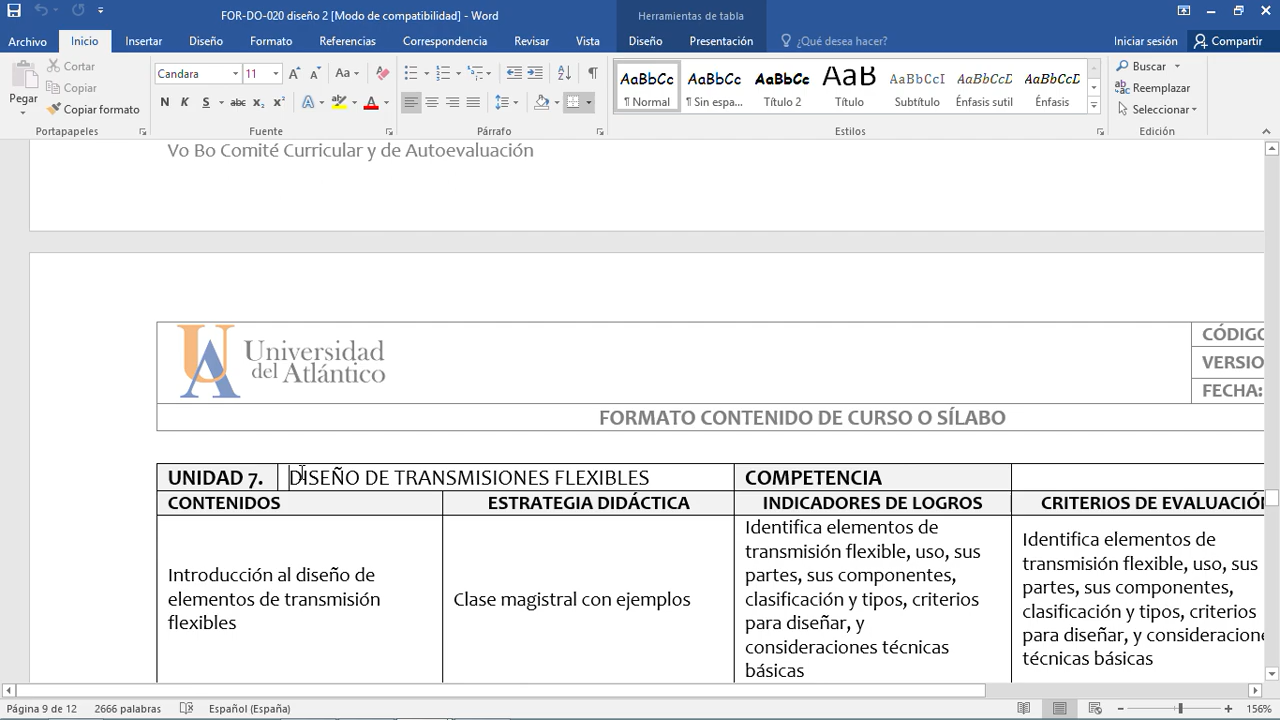 FOR-DO-020 diseño 2 [Modo de compatibilidad] - Word
Herramientas de tabla
Archivo
Inicio
Insertar
Diseño
Formato
Referencias
Correspondencia
Revisar
Vista
Diseño
Presentación
¿Qué desea hacer?
Iniciar sesión
Compartir
Pegar
Cortar
Copiar
Copiar formato
Portapapeles
Candara
11
Aa
N K S abc x₂ x²
A
A
Fuente
Párrafo
AaBbCc
¶ Normal
AaBbCc
¶ Sin espa...
AaBbCc
Título 2
AaB
Título
AaBbCcI
Subtítulo
AaBbCcD
Énfasis sutil
AaBbCcD
Énfasis
Estilos
Buscar
Reemplazar
Seleccionar
Edición
Vo Bo Comité Curricular y de Autoevaluación
Universidad
del Atlántico
CÓDIGO
VERSIO
FECHA:
FORMATO CONTENIDO DE CURSO O SÍLABO
UNIDAD 7.
DISEÑO DE TRANSMISIONES FLEXIBLES
COMPETENCIA
CONTENIDOS
ESTRATEGIA DIDÁCTICA
INDICADORES DE LOGROS
CRITERIOS DE EVALUACIÓN
Introducción al diseño de
elementos de transmisión
flexibles
Clase magistral con ejemplos
Identifica elementos de
transmisión flexible, uso, sus
partes, sus componentes,
clasificación y tipos, criterios
para diseñar, y
consideraciones técnicas
básicas
Identifica elementos de
transmisión flexible, uso, sus
partes, sus componentes,
clasificación y tipos, criterios
para diseñar, y consideracione
técnicas básicas
Página 9 de 12
2666 palabras
Español (España)
156%